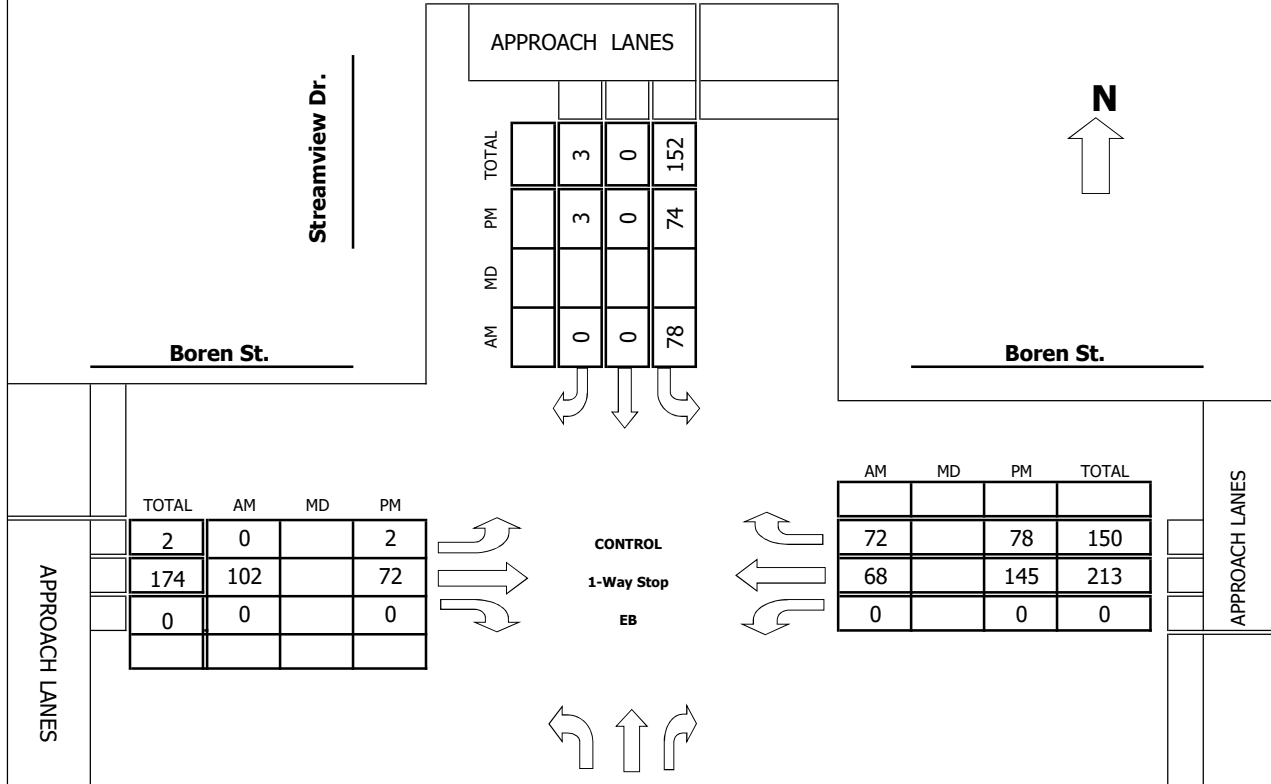 APPROACH LANES
Streamview Dr.
N
TOTAL 3 0 152
PM 3 0 74
MD
AM 0 0 78
Boren St.
Boren St.
TOTAL AM MD PM
2 0 2
174 102 72
0 0 0
APPROACH LANES
CONTROL
1-Way Stop
EB
AM MD PM TOTAL
72 78 150
68 145 213
0 0 0
APPROACH LANES